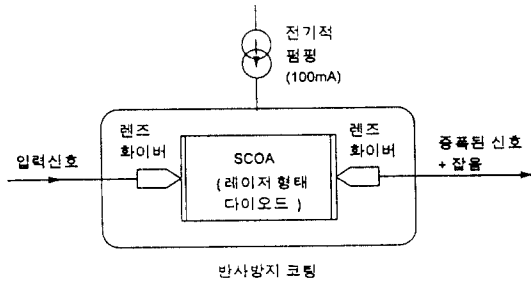 전기적
펌핑
(100mA)
렌즈
화이버
렌즈
화이버
입력신호
SCOA
( 레이저 형태
다이오드 )
증폭된 신호
+ 잡음
반사방지 코팅